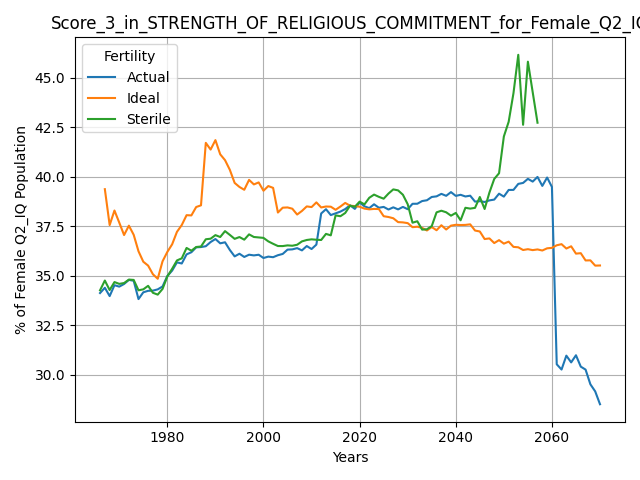 Score_3_in_STRENGTH_OF_RELIGIOUS_COMMITMENT_for_Female_Q2_IQ
Fertility
Actual
Ideal
Sterile
% of Female Q2_IQ Population
45.0
42.5
40.0
37.5
35.0
32.5
30.0
1980
2000
2020
2040
2060
Years